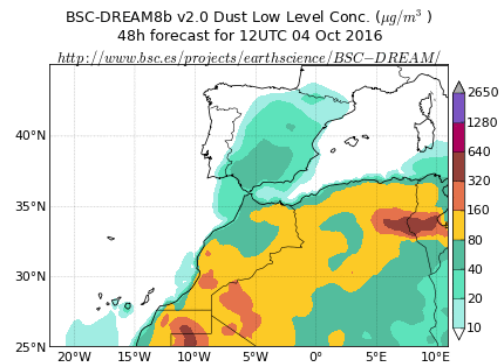 BSC-DREAM8b v2.0 Dust Low Level Conc. (μg/m³ )
48h forecast for 12UTC 04 Oct 2016
http://www.bsc.es/projects/earthscience/BSC−DREAM/
2650
1280
640
320
160
80
40
20
10
40°N
35°N
30°N
25°N
20°W 15°W 10°W 5°W 0° 5°E 10°E